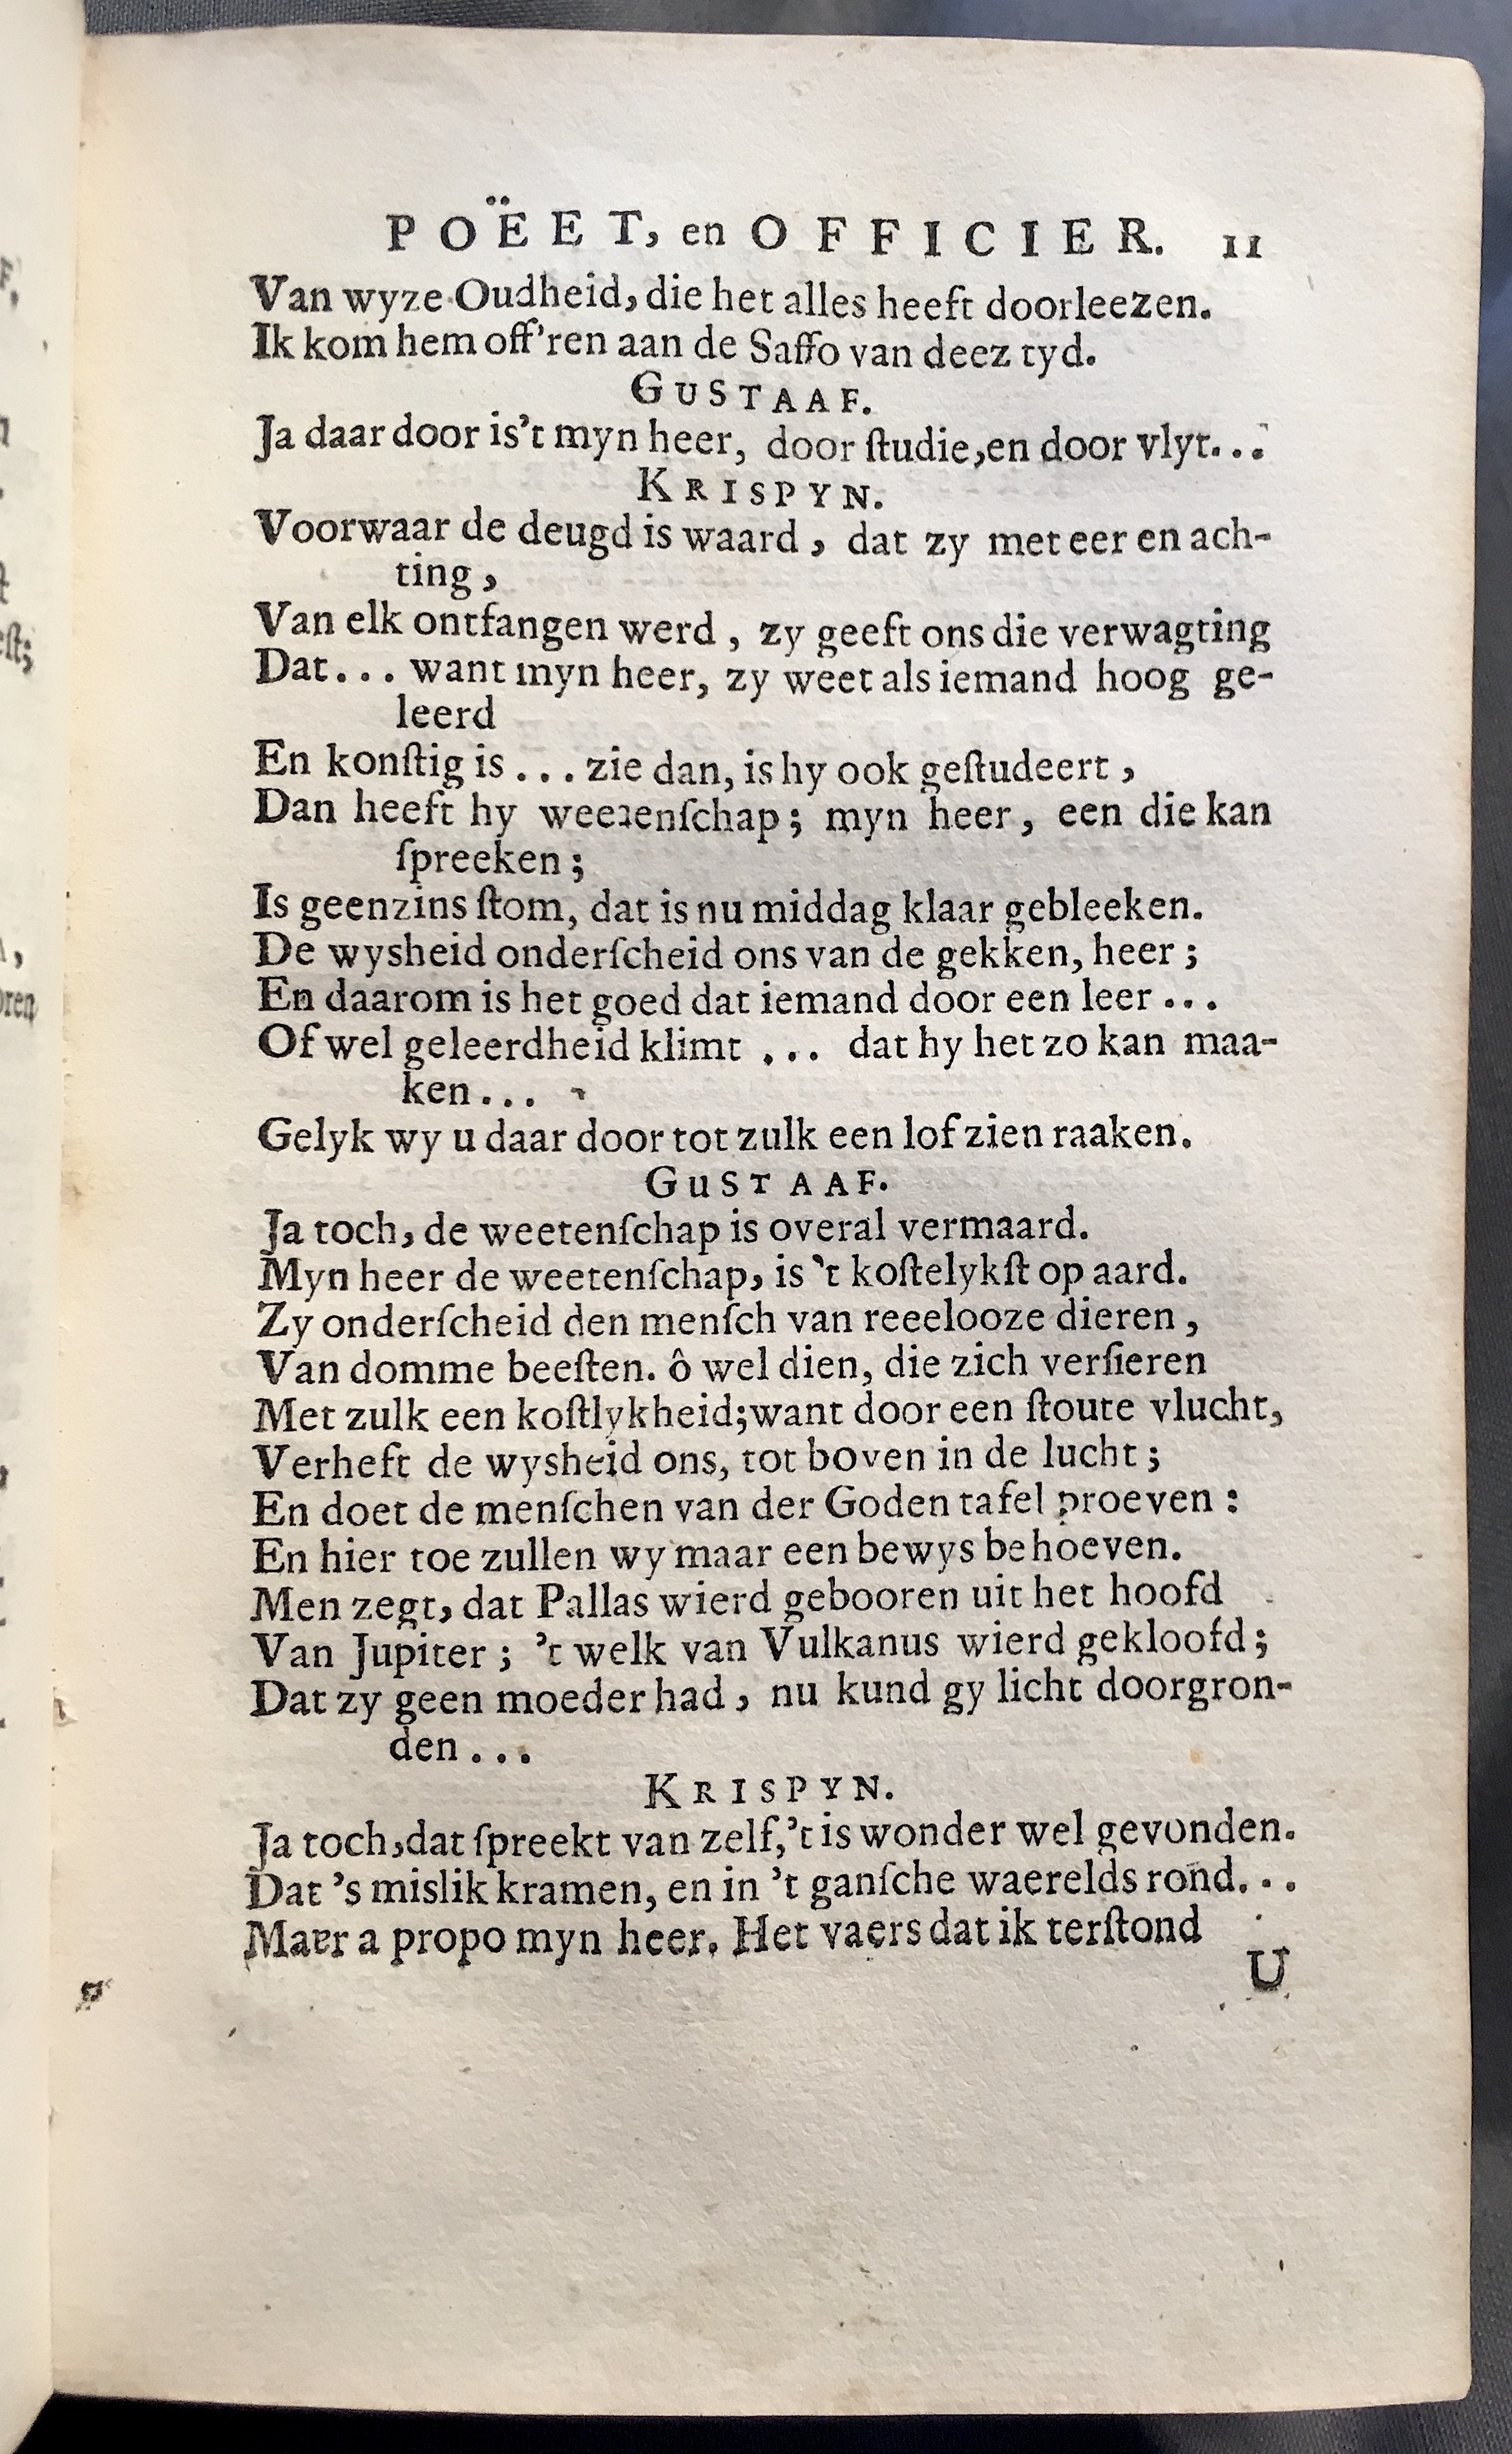 POËET, en OFFICIER. 11
Van wyze Oudheid, die het alles heeft doorleezen.
Ik kom hem off'ren aan de Saffo van deez tyd.
GUSTAAF.
Ja daar door is't myn heer, door ſtudie, en door vlyt...
KRISPYN.
Voorwaar de deugd is waard, dat zy met eer en ach-
ting,
Van elk ontfangen werd, zy geeft ons die verwagting
Dat... want myn heer, zy weet als iemand hoog ge-
leerd
En konſtig is... zie dan, is hy ook geſtudeert,
Dan heeft hy weetenſchap; myn heer, een die kan
ſpreeken;
Is geenzins ſtom, dat is nu middag klaar gebleeken.
De wysheid onderſcheid ons van de gekken, heer;
En daarom is het goed dat iemand door een leer...
Of wel geleerdheid klimt ... dat hy het zo kan maa-
ken...
Gelyk wy u daar door tot zulk een lof zien raaken.
GUSTAAF.
Ja toch, de weetenſchap is overal vermaard.
Myn heer de weetenſchap, is 't koſtelykſt op aard.
Zy onderſcheid den menſch van reeelooze dieren,
Van domme beeſten. ô wel dien, die zich verſieren
Met zulk een koſtlykheid; want door een ſtoute vlucht,
Verheft de wysheid ons, tot boven in de lucht;
En doet de menſchen van der Goden tafel proeven:
En hier toe zullen wy maar een bewys behoeven.
Men zegt, dat Pallas wierd gebooren uit het hoofd
Van Jupiter; 't welk van Vulkanus wierd gekloofd;
Dat zy geen moeder had, nu kund gy licht doorgron-
den...
KRISPYN.
Ja toch, dat ſpreekt van zelf, 't is wonder wel gevonden.
Dat 's mislik kramen, en in 't ganſche waerelds rond...
Maer a propo myn heer. Het vaers dat ik terſtond
U